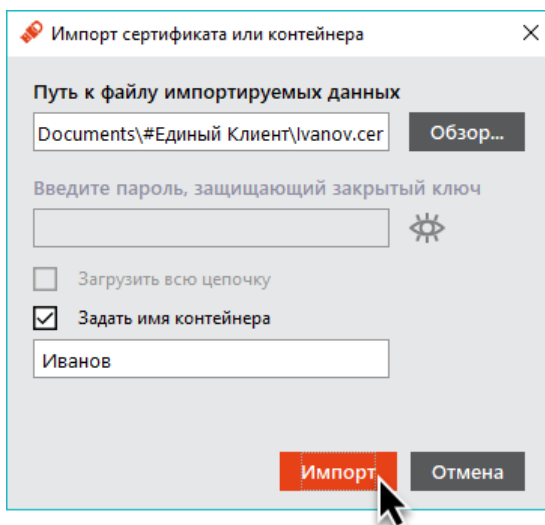 Импорт сертификата или контейнера
Путь к файлу импортируемых данных
Documents\#Единый Клиент\Ivanov.cer
Обзор...
Введите пароль, защищающий закрытый ключ
Загрузить всю цепочку
Задать имя контейнера
Иванов
Импорт
Отмена